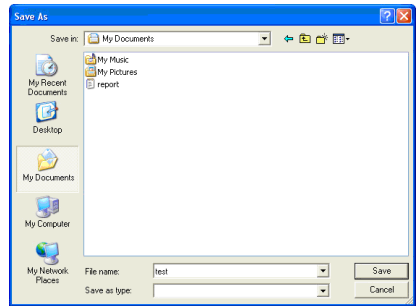 Save As
Save in: My Documents
My Recent
Documents
Desktop
My Documents
My Computer
My Network
Places
My Music
My Pictures
report
File name: test
Save
Save as type:
Cancel